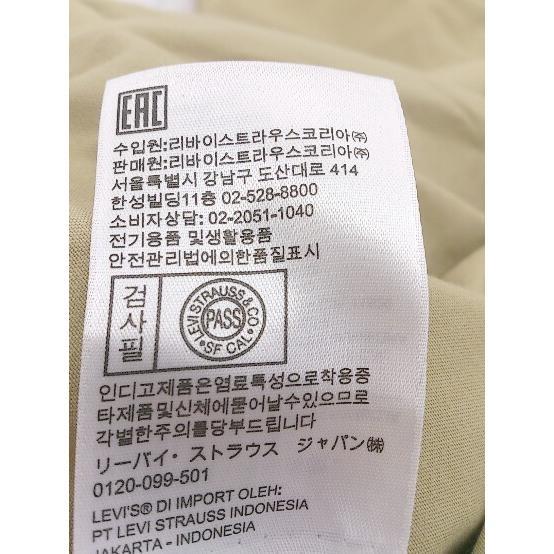 EAC
수입원:리바이스트라우스코리아㈜
판매원:리바이스트라우스코리아㈜
서울특별시 강남구 도산대로 414
한성빌딩11층 02-528-8800
소비자상담: 02-2051-1040
전기용품 및생활용품
안전관리법에의한품질표시
검사필
LEVI STRAUSS & CO
PASS
SF CAL
인디고제품은염료특성으로착용중
타제품및신체에묻어날수있으므로
각별한주의를당부드립니다
リーバイ・ストラウス ジャパン㈱
0120-099-501
LEVI'S® DI IMPORT OLEH:
PT LEVI STRAUSS INDONESIA
JAKARTA - INDONESIA